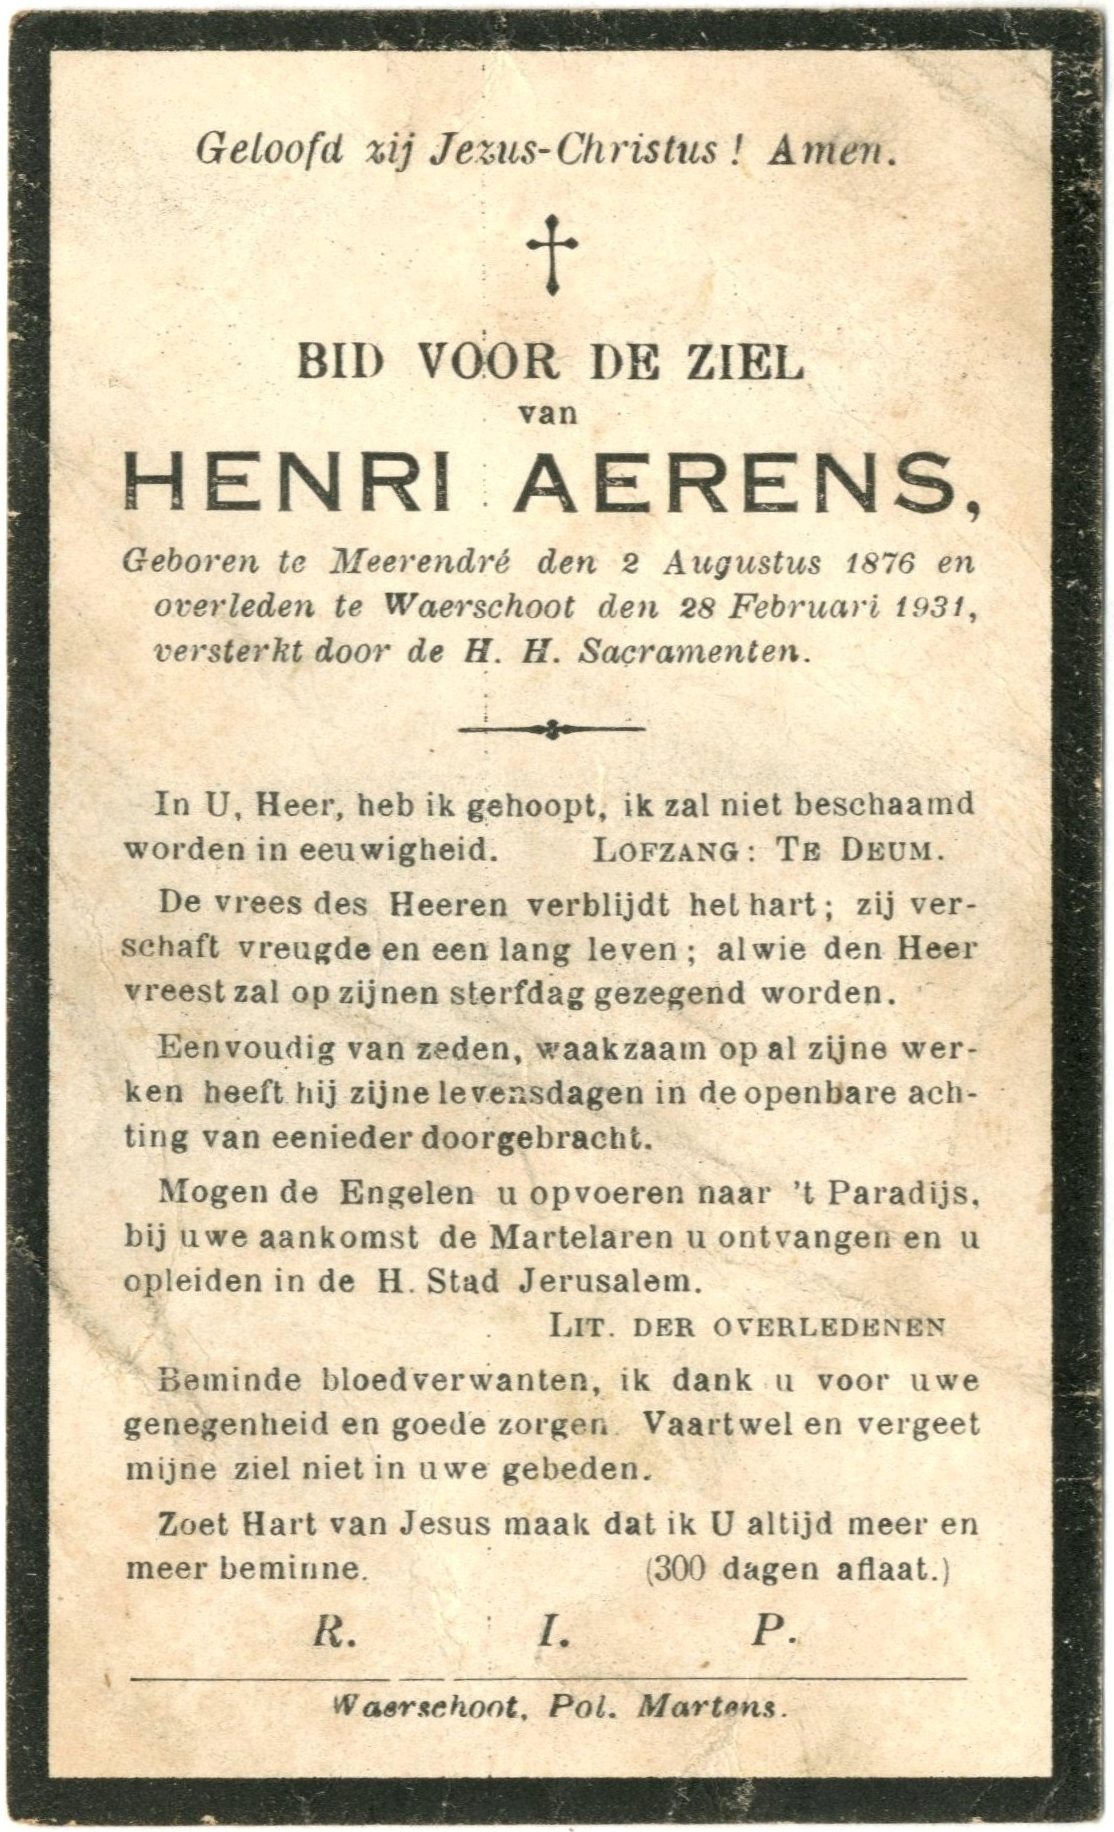 Geloofd zij Jezus-Christus! Amen.
BID VOOR DE ZIEL
van
HENRI AERENS,
Geboren te Meerendré den 2 Augustus 1876 en
overleden te Waerschoot den 28 Februari 1931,
versterkt door de H. H. Sacramenten.
In U, Heer, heb ik gehoopt, ik zal niet beschaamd
worden in eeuwigheid. LOFZANG: TE DEUM.
De vrees des Heeren verblijdt het hart; zij ver-
schaft vreugde en een lang leven; alwie den Heer
vreest zal op zijnen sterfdag gezegend worden.
Eenvoudig van zeden, waakzaam op al zijne wer-
ken heeft hij zijne levensdagen in de openbare ach-
ting van eenieder doorgebracht.
Mogen de Engelen u opvoeren naar 't Paradijs,
bij uwe aankomst de Martelaren u ontvangen en u
opleiden in de H. Stad Jerusalem.
LIT. DER OVERLEDENEN
Beminde bloedverwanten, ik dank u voor uwe
genegenheid en goede zorgen. Vaartwel en vergeet
mijne ziel niet in uwe gebeden.
Zoet Hart van Jesus maak dat ik U altijd meer en
meer beminne. (300 dagen aflaat.)
R. I. P.
Waerschoot, Pol. Martens.